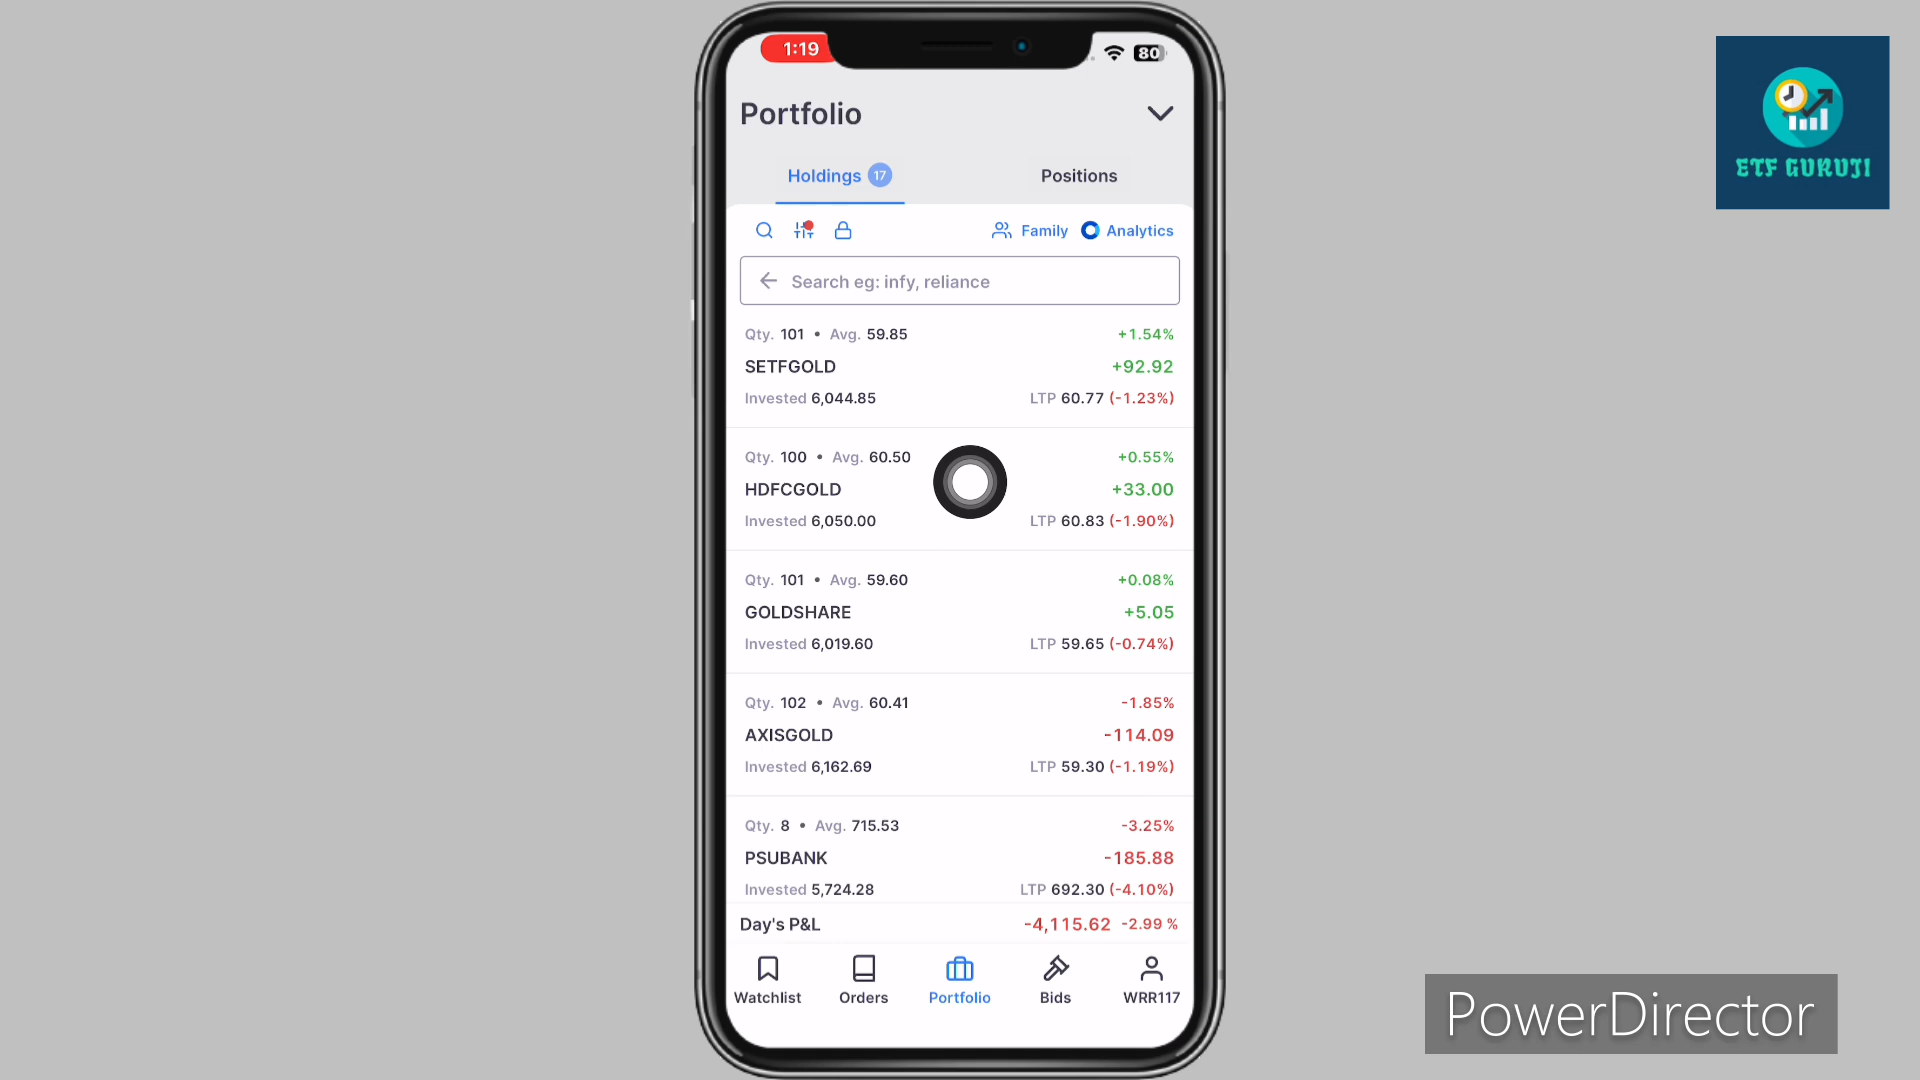 1:19
80
Portfolio
Holdings 17
Positions
Family
Analytics
Search eg: infy, reliance
Qty. 101 • Avg. 59.85
+1.54%
SETFGOLD
+92.92
Invested 6,044.85
LTP 60.77 (-1.23%)
Qty. 100 • Avg. 60.50
+0.55%
HDFCGOLD
+33.00
Invested 6,050.00
LTP 60.83 (-1.90%)
Qty. 101 • Avg. 59.60
+0.08%
GOLDSHARE
+5.05
Invested 6,019.60
LTP 59.65 (-0.74%)
Qty. 102 • Avg. 60.41
-1.85%
AXISGOLD
-114.09
Invested 6,162.69
LTP 59.30 (-1.19%)
Qty. 8 • Avg. 715.53
-3.25%
PSUBANK
-185.88
Invested 5,724.28
LTP 692.30 (-4.10%)
Day's P&L
-4,115.62 -2.99 %
Watchlist
Orders
Portfolio
Bids
WRR117
ETF GURUJI
PowerDirector